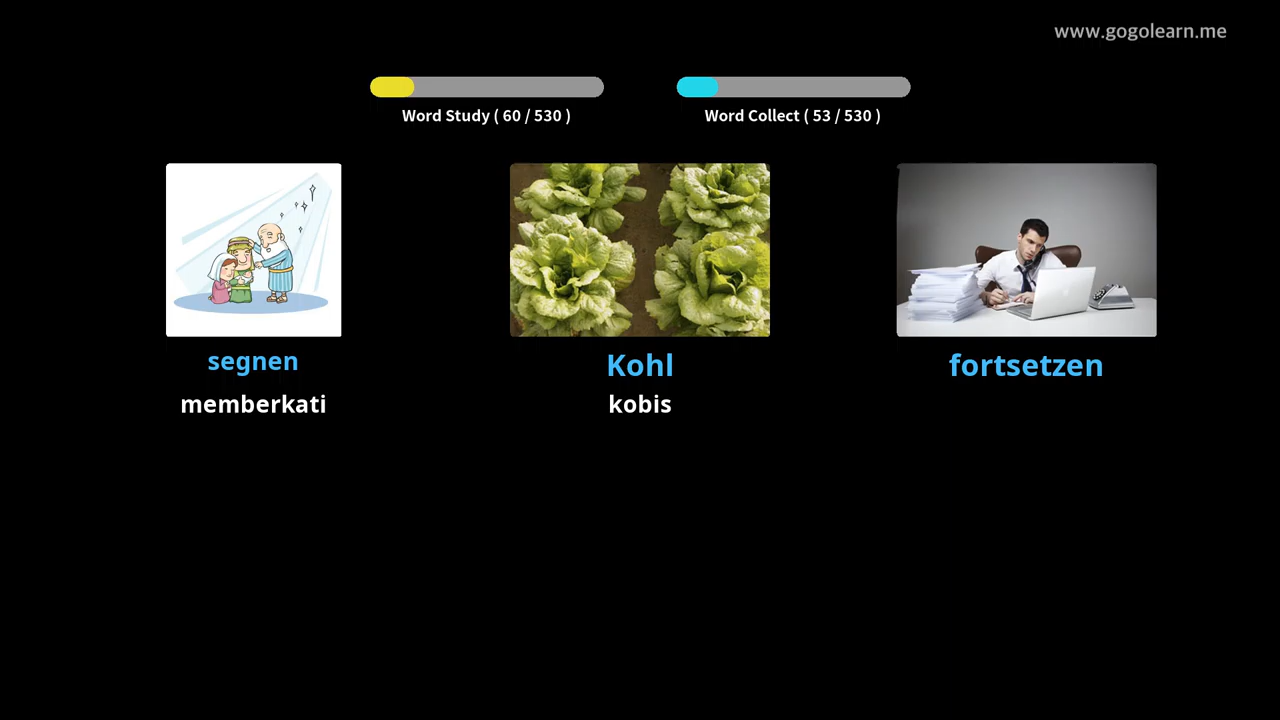 www.gogolearn.me
Word Study ( 60 / 530 )
Word Collect ( 53 / 530 )
segnen
Kohl
fortsetzen
memberkati
kobis